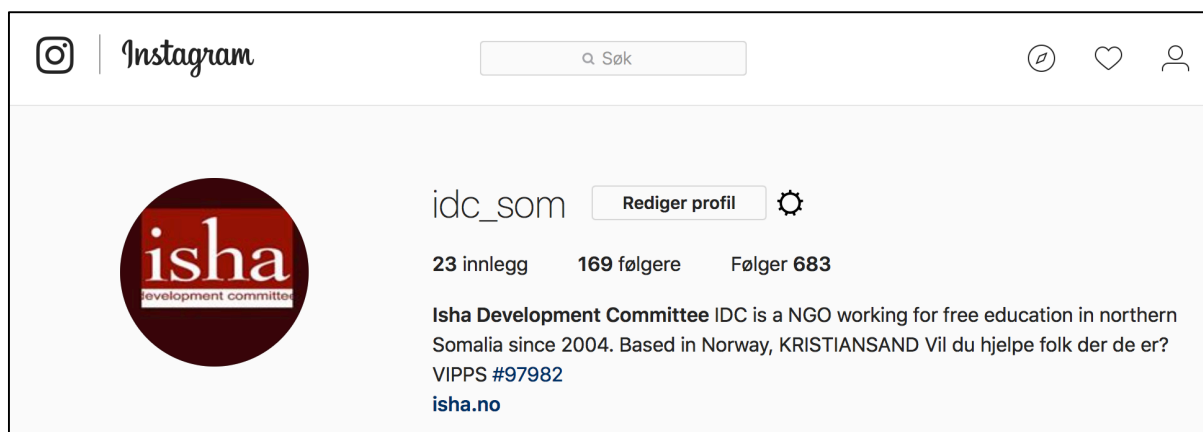 Instagram
Søk
idc_som Rediger profil
23 innlegg 169 følgere Følger 683
isha
development committee
Isha Development Committee IDC is a NGO working for free education in northern
Somalia since 2004. Based in Norway, KRISTIANSAND Vil du hjelpe folk der de er?
VIPPS #97982
isha.no